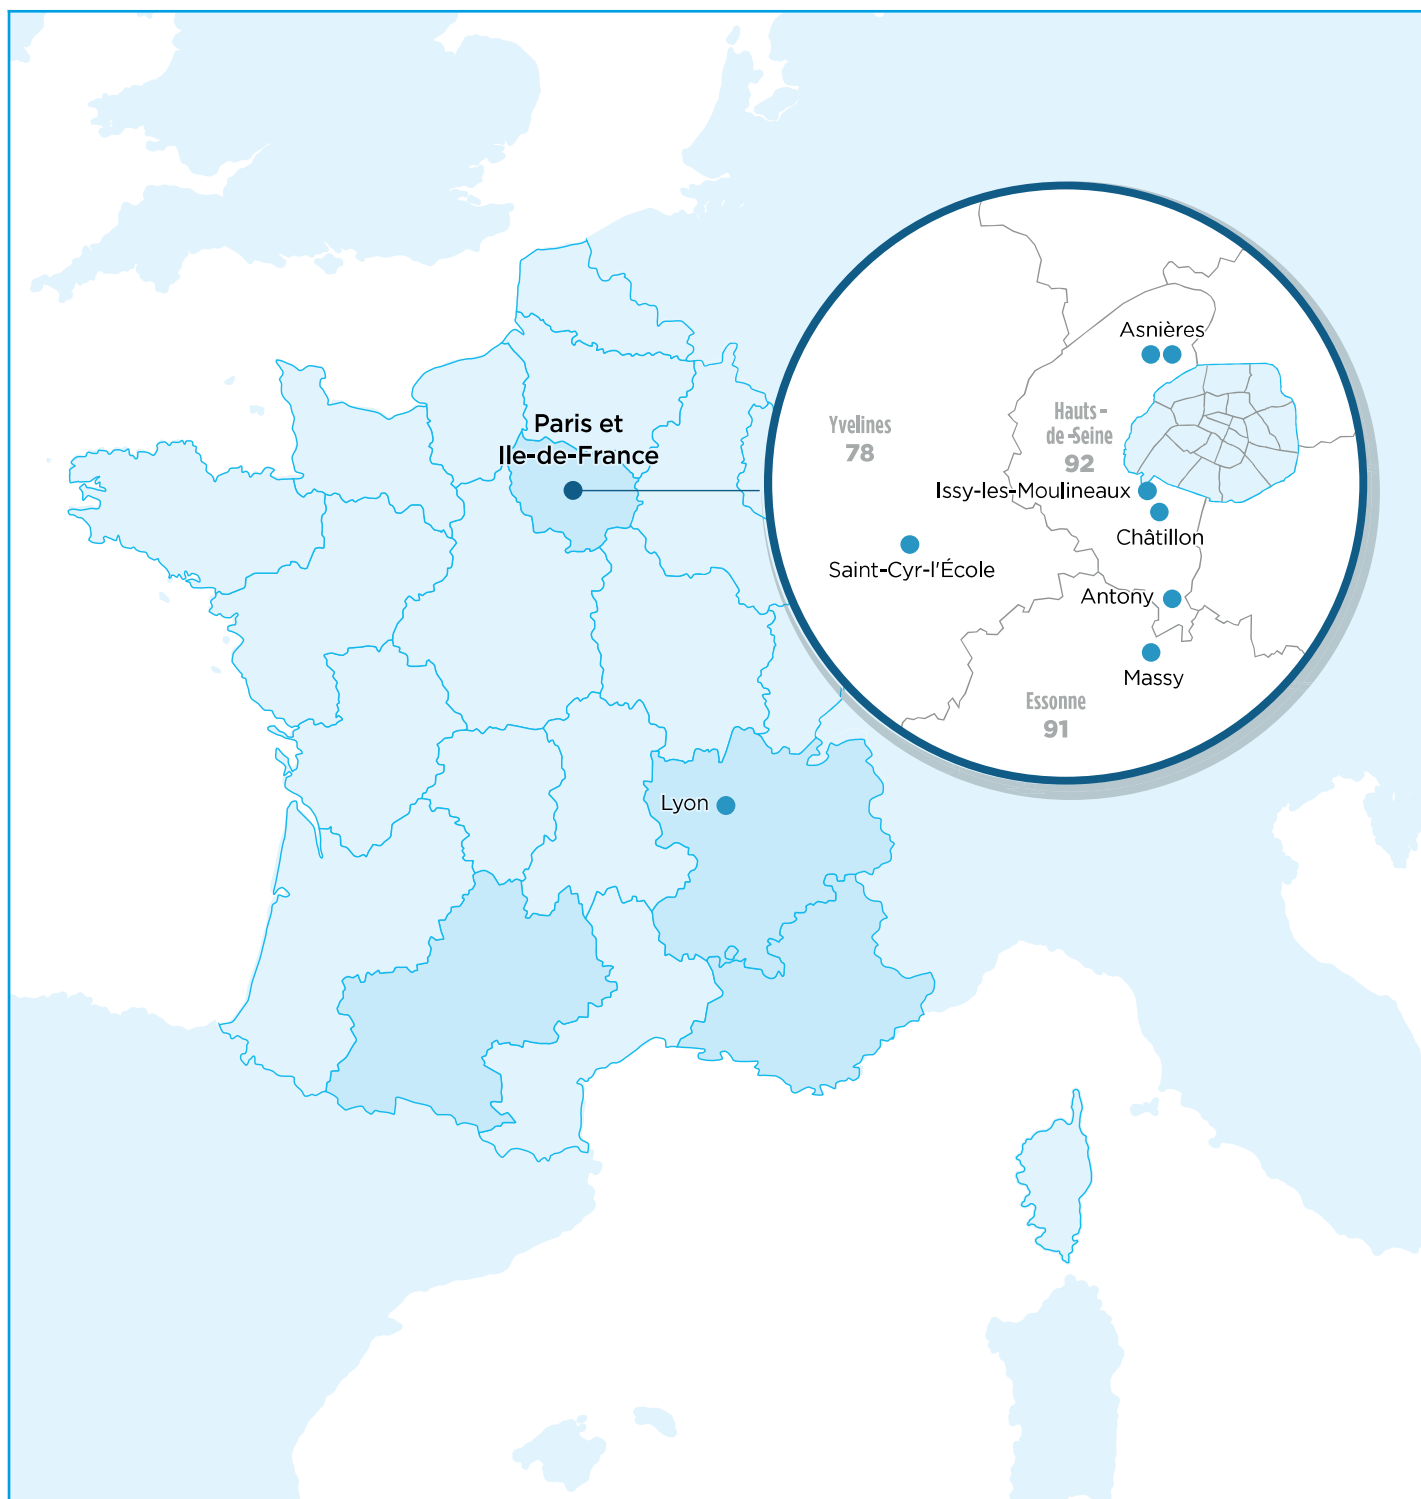 Paris et
Ile-de-France
Lyon
Asnières
Yvelines
78
Hauts-
de-Seine
92
Issy-les-Moulineaux
Châtillon
Saint-Cyr-l'École
Antony
Massy
Essonne
91